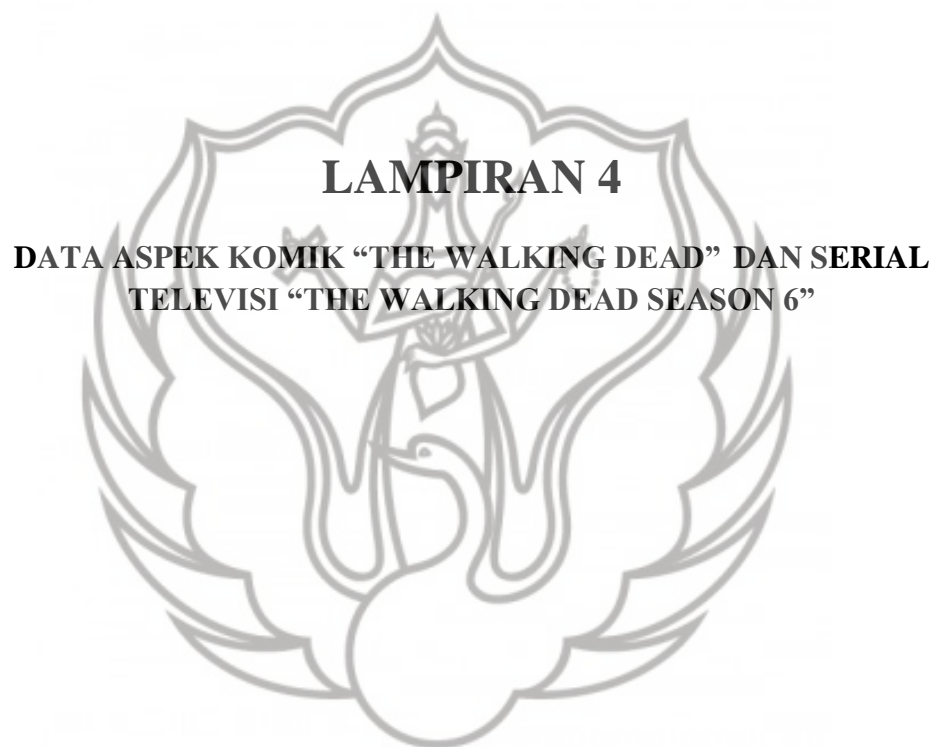 LAMPIRAN 4
DATA ASPEK KOMIK “THE WALKING DEAD” DAN SERIAL
TELEVISI “THE WALKING DEAD SEASON 6”